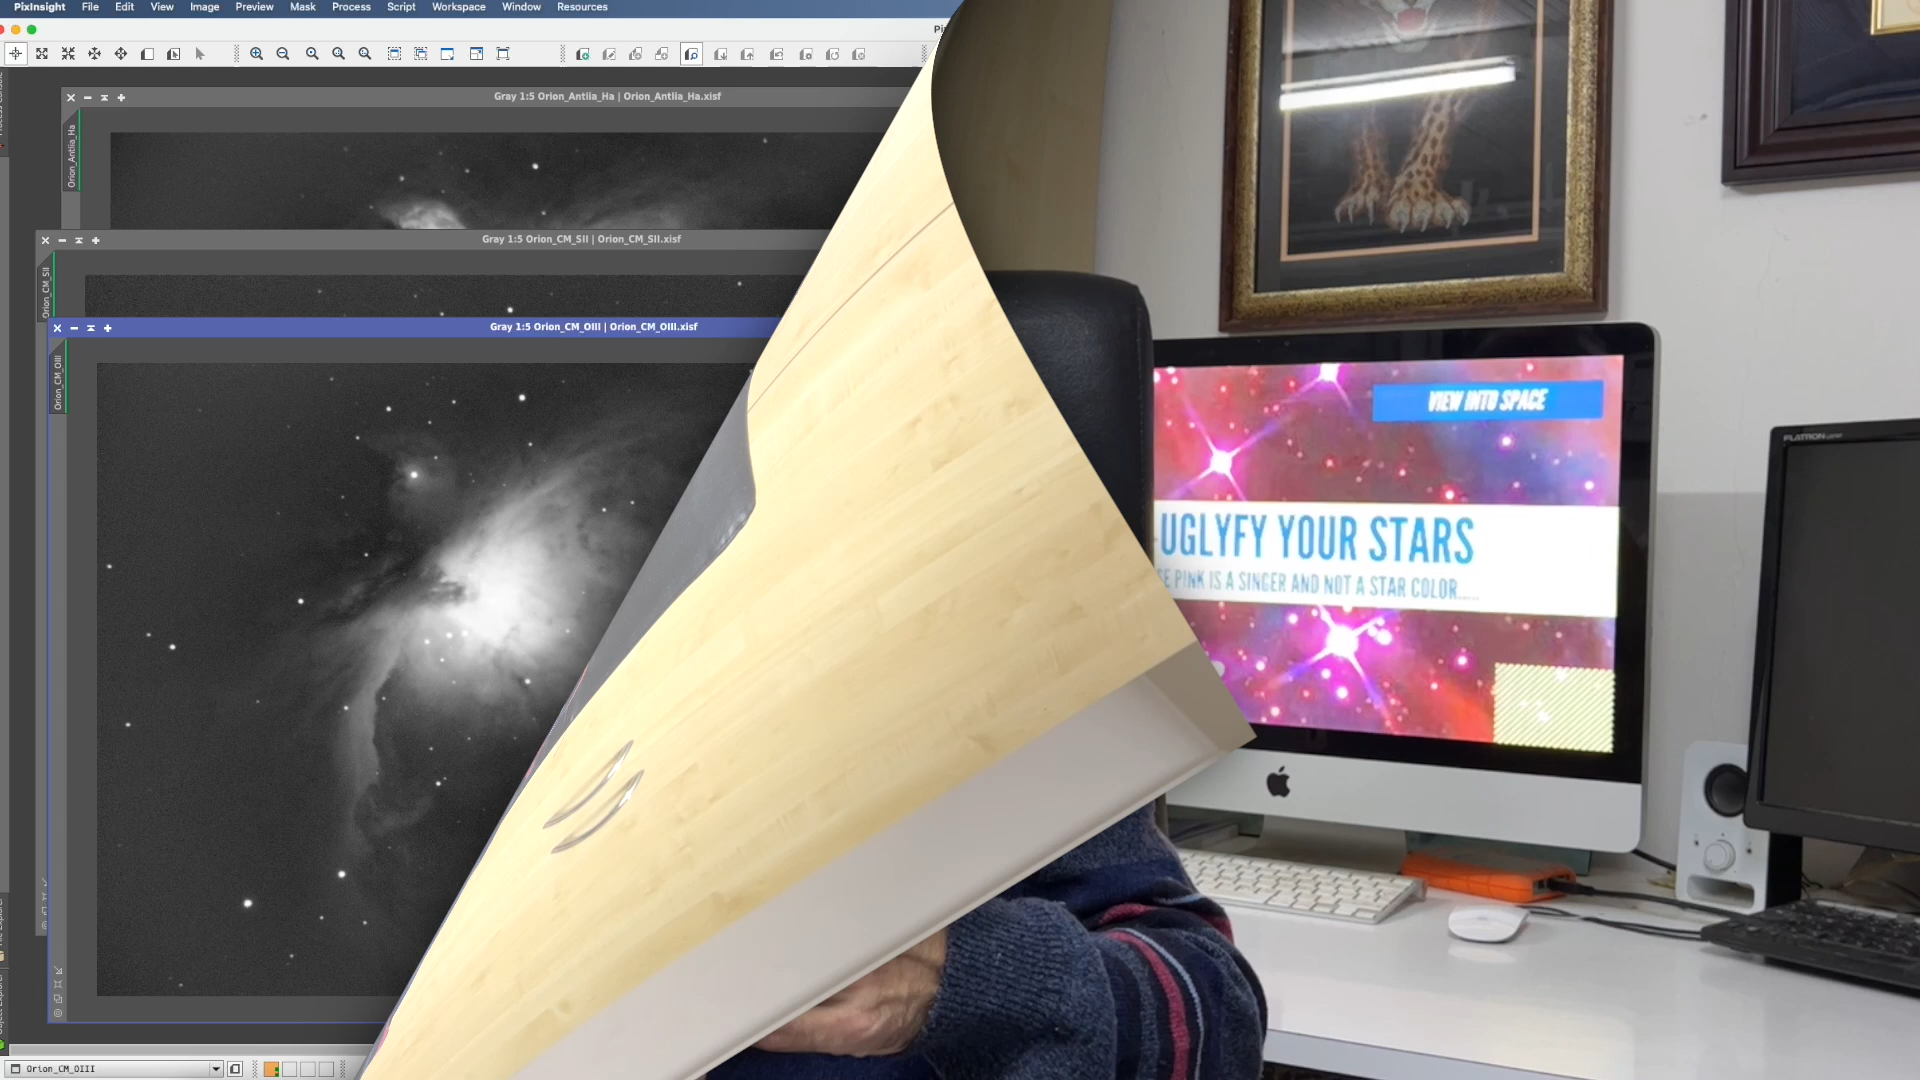 PixInsight File Edit View Image Preview Mask Process Script Workspace Window Resources
Gray 1:5 Orion_Antlia_Ha | Orion_Antlia_Ha.xisf
Orion_Antlia_Ha
Gray 1:5 Orion_CM_SII | Orion_CM_SII.xisf
Orion_CM_SII
Gray 1:5 Orion_CM_OIII | Orion_CM_OIII.xisf
Orion_CM_OIII
Orion_CM_OIII
VIEW INTO SPACE
UGLYFY YOUR STARS
PINK IS A SINGER AND NOT A STAR COLOR
FLATRON